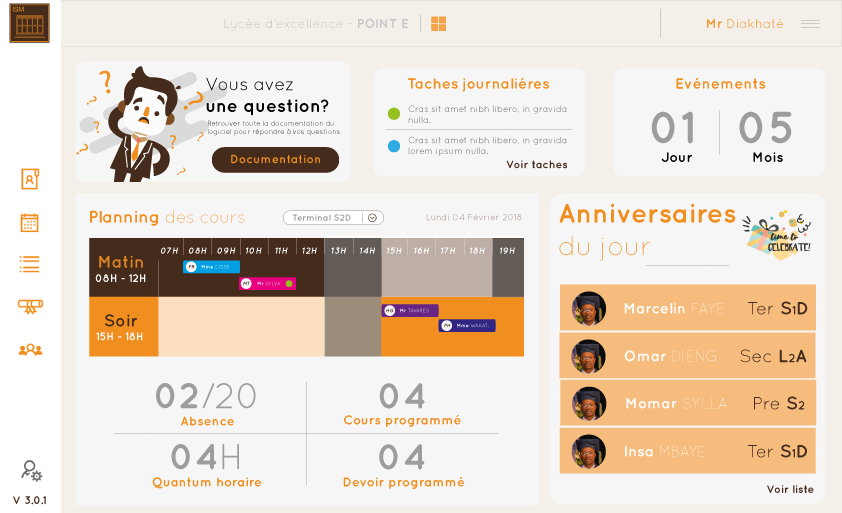 ISM
Lycée d'excellence - POINT E
Mr Diakhaté
Vous avez
une question?
Retrouver toute la documentation du
logiciel pour répondre à vos questions
Documentation
Taches journaliéres
Cras sit amet nibh libero, in gravida
nulla.
Cras sit amet nibh libero, in gravida
lorem ipsum nulla.
Voir taches
Evénements
01 05
Jour Mois
Planning des cours
Terminal S2D
Lundi 04 Février 2018
07H 08H 09H 10H 11H 12H 13H 14H 15H 16H 17H 18H 19H
Matin
08H - 12H
FR Mme CISSE
MT Mr SYLVA
Soir
15H - 18H
Mr TAVARES
Mme
02/20
Absence
04
Cours programmé
04H
Quantum horaire
04
Devoir programmé
Anniversaires
du jour
time to
CELEBRATE!
Marcelin FAYE Ter S1D
Omar DIENG Sec L2A
Momar SYLLA Pre S2
Insa MBAYE Ter S1D
Voir liste
V 3.0.1